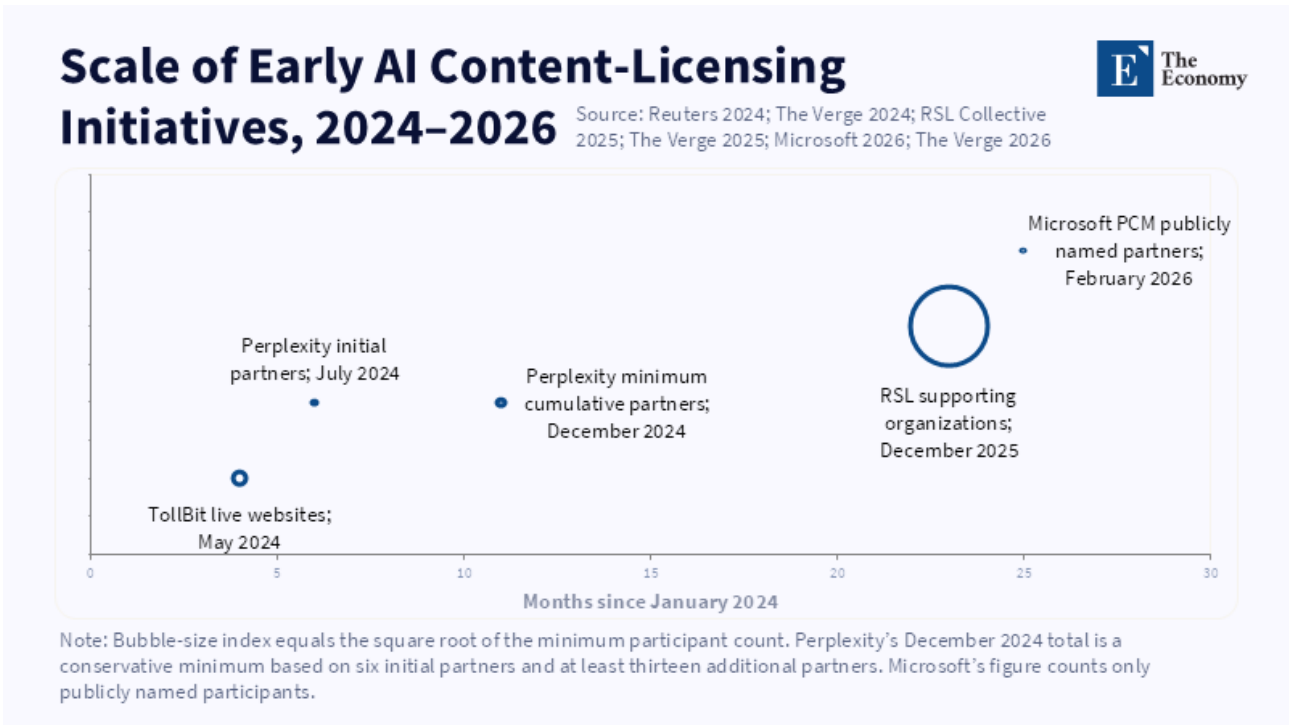 Scale of Early AI Content-Licensing
Initiatives, 2024–2026
Source: Reuters 2024; The Verge 2024; RSL Collective
2025; The Verge 2025; Microsoft 2026; The Verge 2026
E
The
Economy
Microsoft PCM publicly
named partners;
February 2026
Perplexity initial
partners; July 2024
Perplexity minimum
cumulative partners;
December 2024
RSL supporting
organizations;
December 2025
TollBit live websites;
May 2024
0 5 10 15 20 25 30
Months since January 2024
Note: Bubble-size index equals the square root of the minimum participant count. Perplexity’s December 2024 total is a
conservative minimum based on six initial partners and at least thirteen additional partners. Microsoft’s figure counts only
publicly named participants.